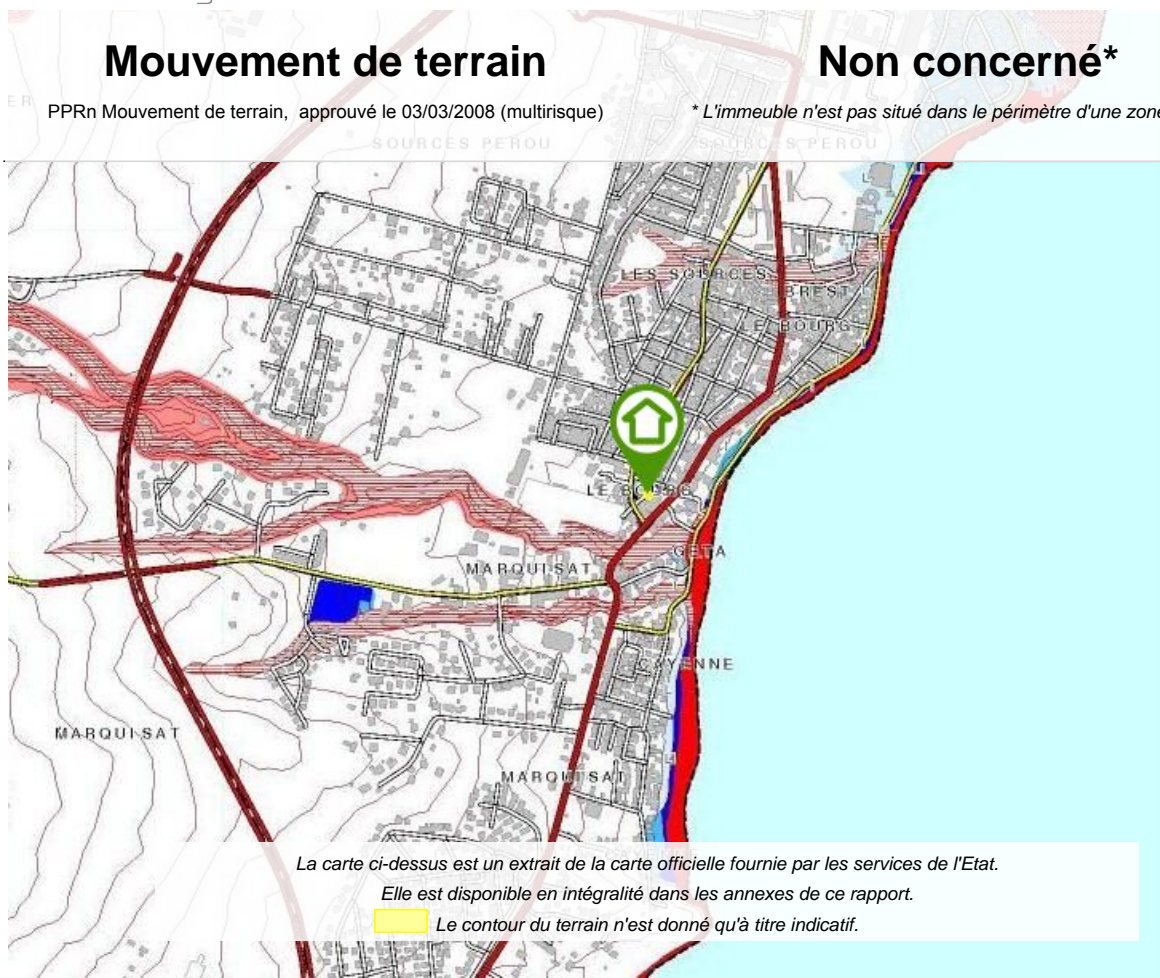 Mouvement de terrain
Non concerné*
PPRn Mouvement de terrain, approuvé le 03/03/2008 (multirisque)
* L'immeuble n'est pas situé dans le périmètre d'une zone
SOURCES PEROU
SOURCES PEROU
LES SOURCES
BREST
LE BOURG
LE BOURG
GETA
MARQUISAT
CAYENNE
MARQUISAT
MARQUISAT
La carte ci-dessus est un extrait de la carte officielle fournie par les services de l'Etat.
Elle est disponible en intégralité dans les annexes de ce rapport.
Le contour du terrain n'est donné qu'à titre indicatif.